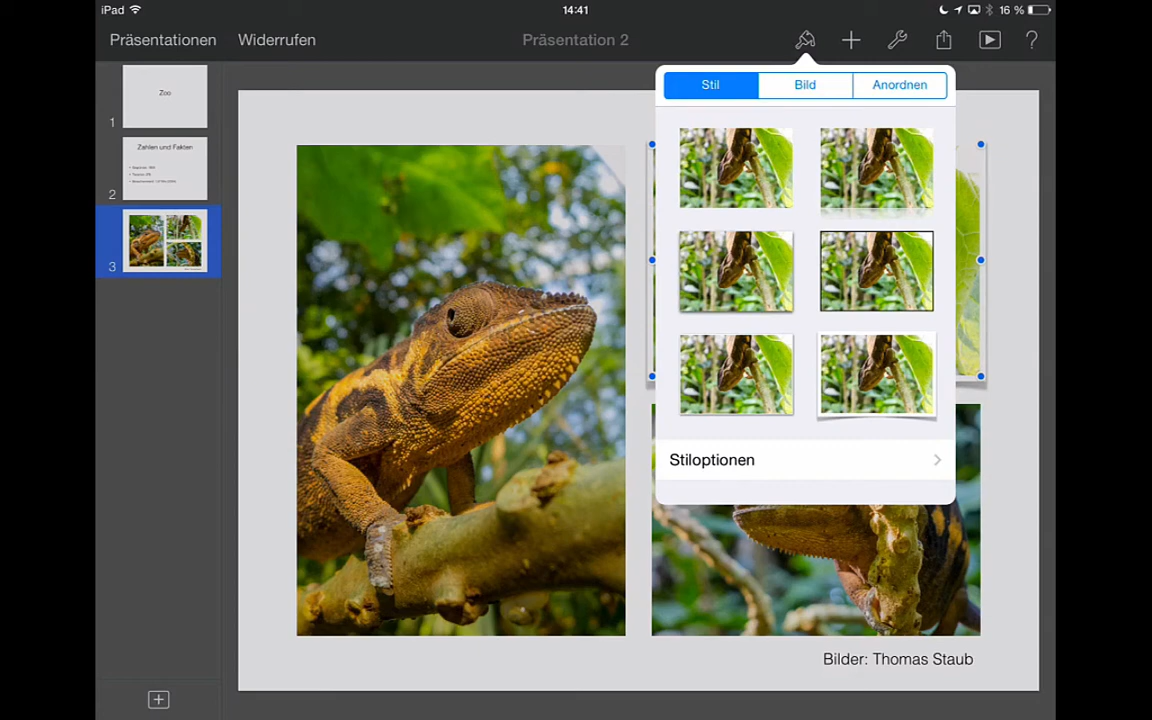 iPad 14:41 16 %
Präsentationen Widerrufen Präsentation 2 ?
Stil Bild Anordnen
Zoo
1
Zahlen und Fakten
2
3
Stiloptionen
Bilder: Thomas Staub